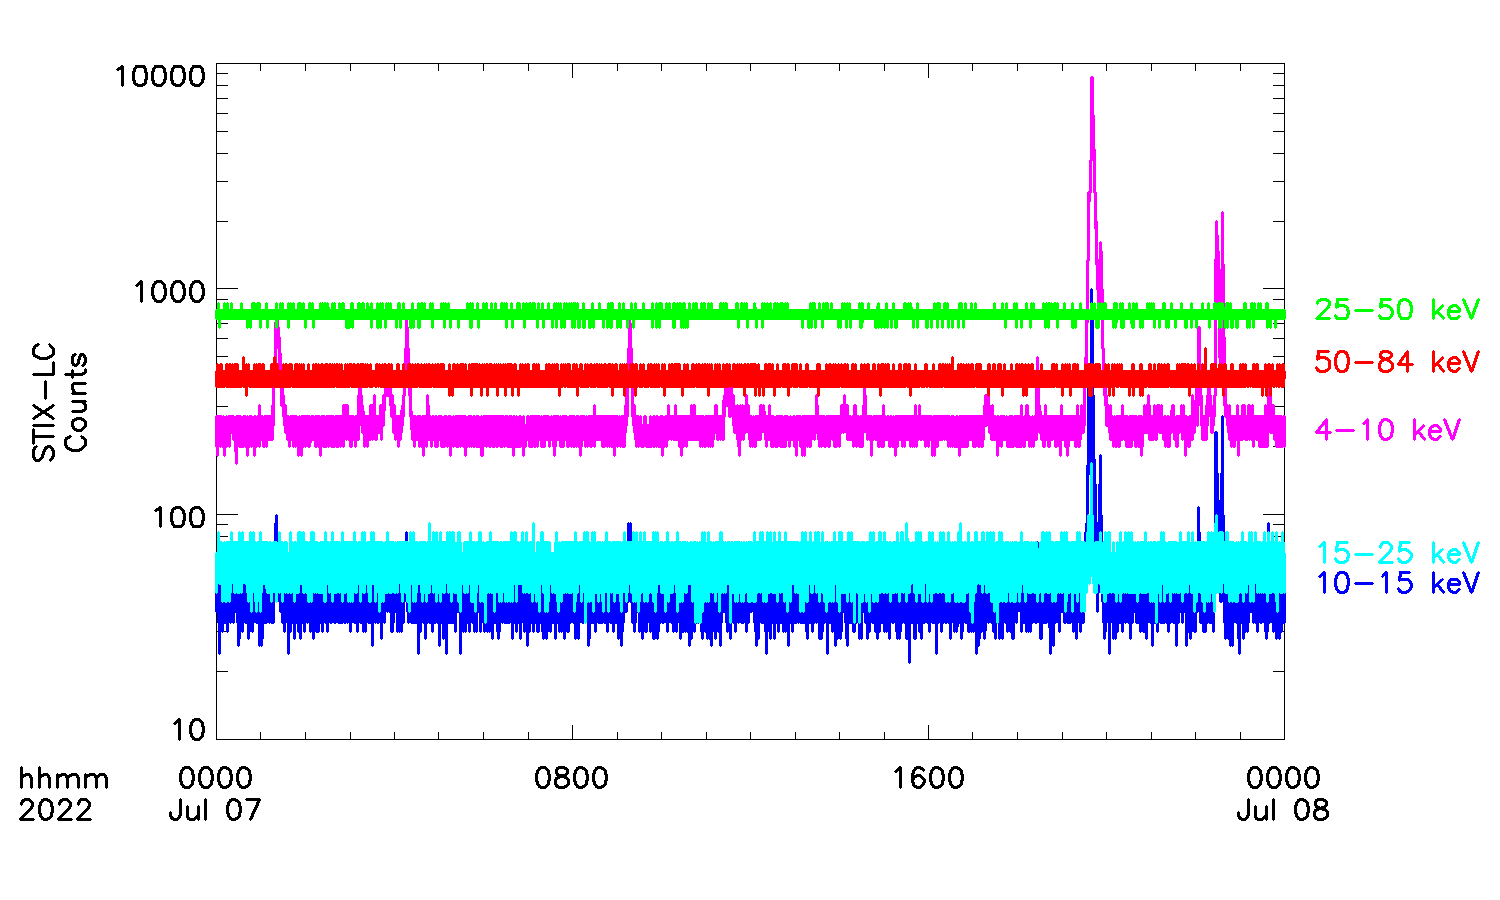 10000
1000
100
10
STIX-LC
Counts
25-50 keV
50-84 keV
4-10 keV
15-25 keV
10-15 keV
hhmm 0000 0800 1600 0000
2022 Jul 07 Jul 08